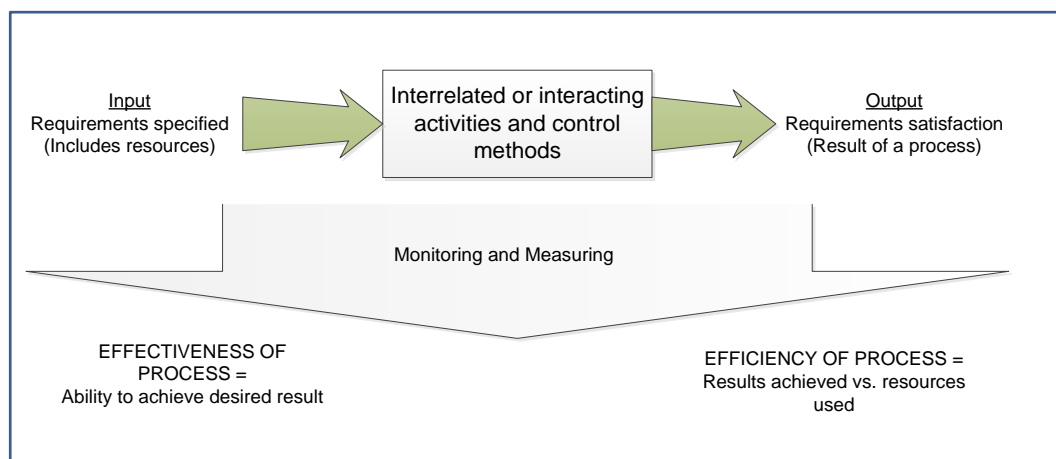 Input
Requirements specified
(Includes resources)
Interrelated or interacting
activities and control
methods
Output
Requirements satisfaction
(Result of a process)
Monitoring and Measuring
EFFECTIVENESS OF
PROCESS =
Ability to achieve desired result
EFFICIENCY OF PROCESS =
Results achieved vs. resources
used